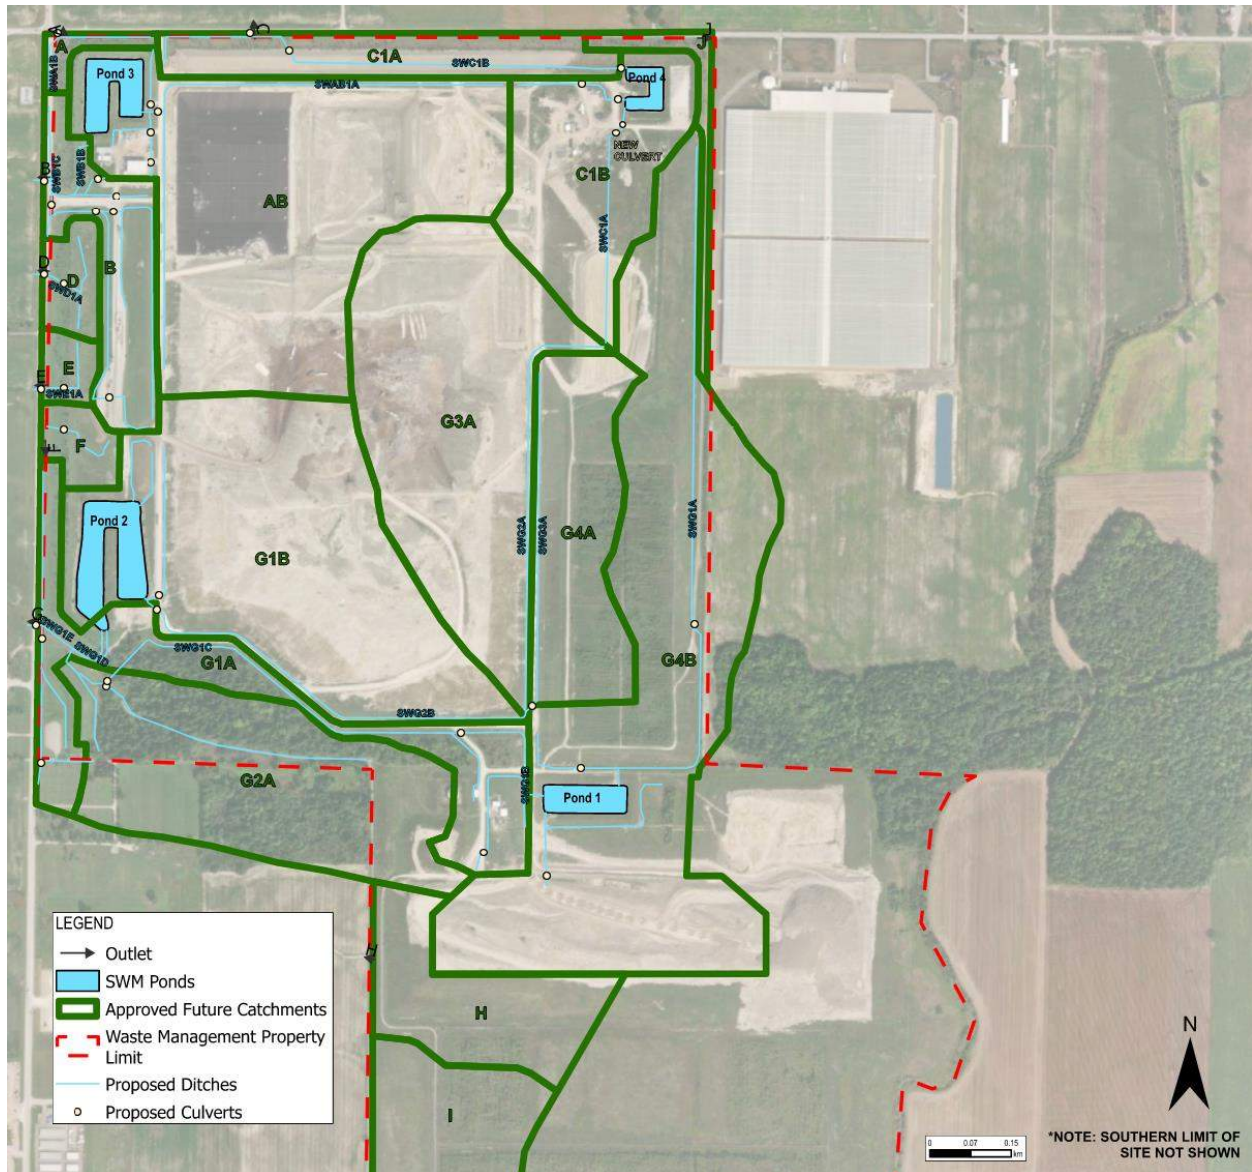 A
C
J
A
J
SWA1B
C1A
SWC1B
Pond 3
Pond 4
SWAB1A
NEW
CULVERT
B
SWB1C
SWB1B
C1B
AB
SWC1A
D
D
B
SWD1A
E
E
SWE1A
G3A
F
F
Pond 2
SWG2A
SWG3A
SWG1A
G4A
G1B
G
SWG1E
SWG1D
SWG1C
G1A
G4B
SWG2B
G2A
SWG1B
Pond 1
H
H
I
LEGEND
Outlet
SWM Ponds
Approved Future Catchments
Waste Management Property
Limit
Proposed Ditches
Proposed Culverts
N
0 0.07 0.15
km
*NOTE: SOUTHERN LIMIT OF
SITE NOT SHOWN